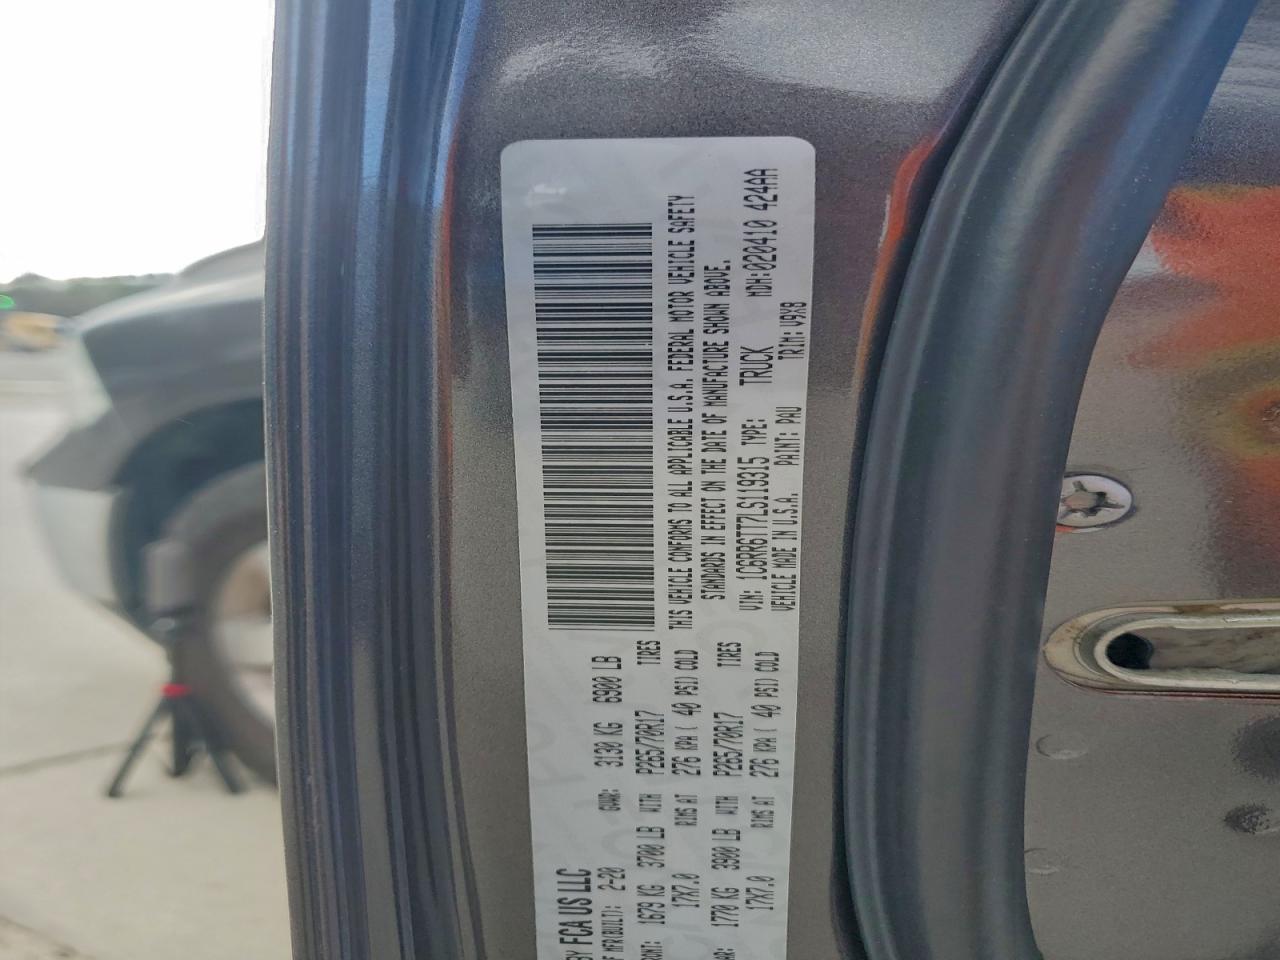 BY FCA US LLC
F MFR(BUILT): 2-20 GVWR: 3130 KG 6900 LB
RONT: 1679 KG 3700 LB WITH P265/70R17 TIRES
17X7.0 RIMS AT 276 KPA ( 40 PSI) COLD
AR: 1770 KG 3900 LB WITH P265/70R17 TIRES
17X7.0 RIMS AT 276 KPA ( 40 PSI) COLD
THIS VEHICLE CONFORMS TO ALL APPLICABLE U.S.A. FEDERAL MOTOR VEHICLE SAFETY
STANDARDS IN EFFECT ON THE DATE OF MANUFACTURE SHOWN ABOVE.
VIN: 1C6RR6TT7LS119315 TYPE: TRUCK MDH:020410 424AA
VEHICLE MADE IN U.S.A. PAINT: PAU TRIM: V9X8